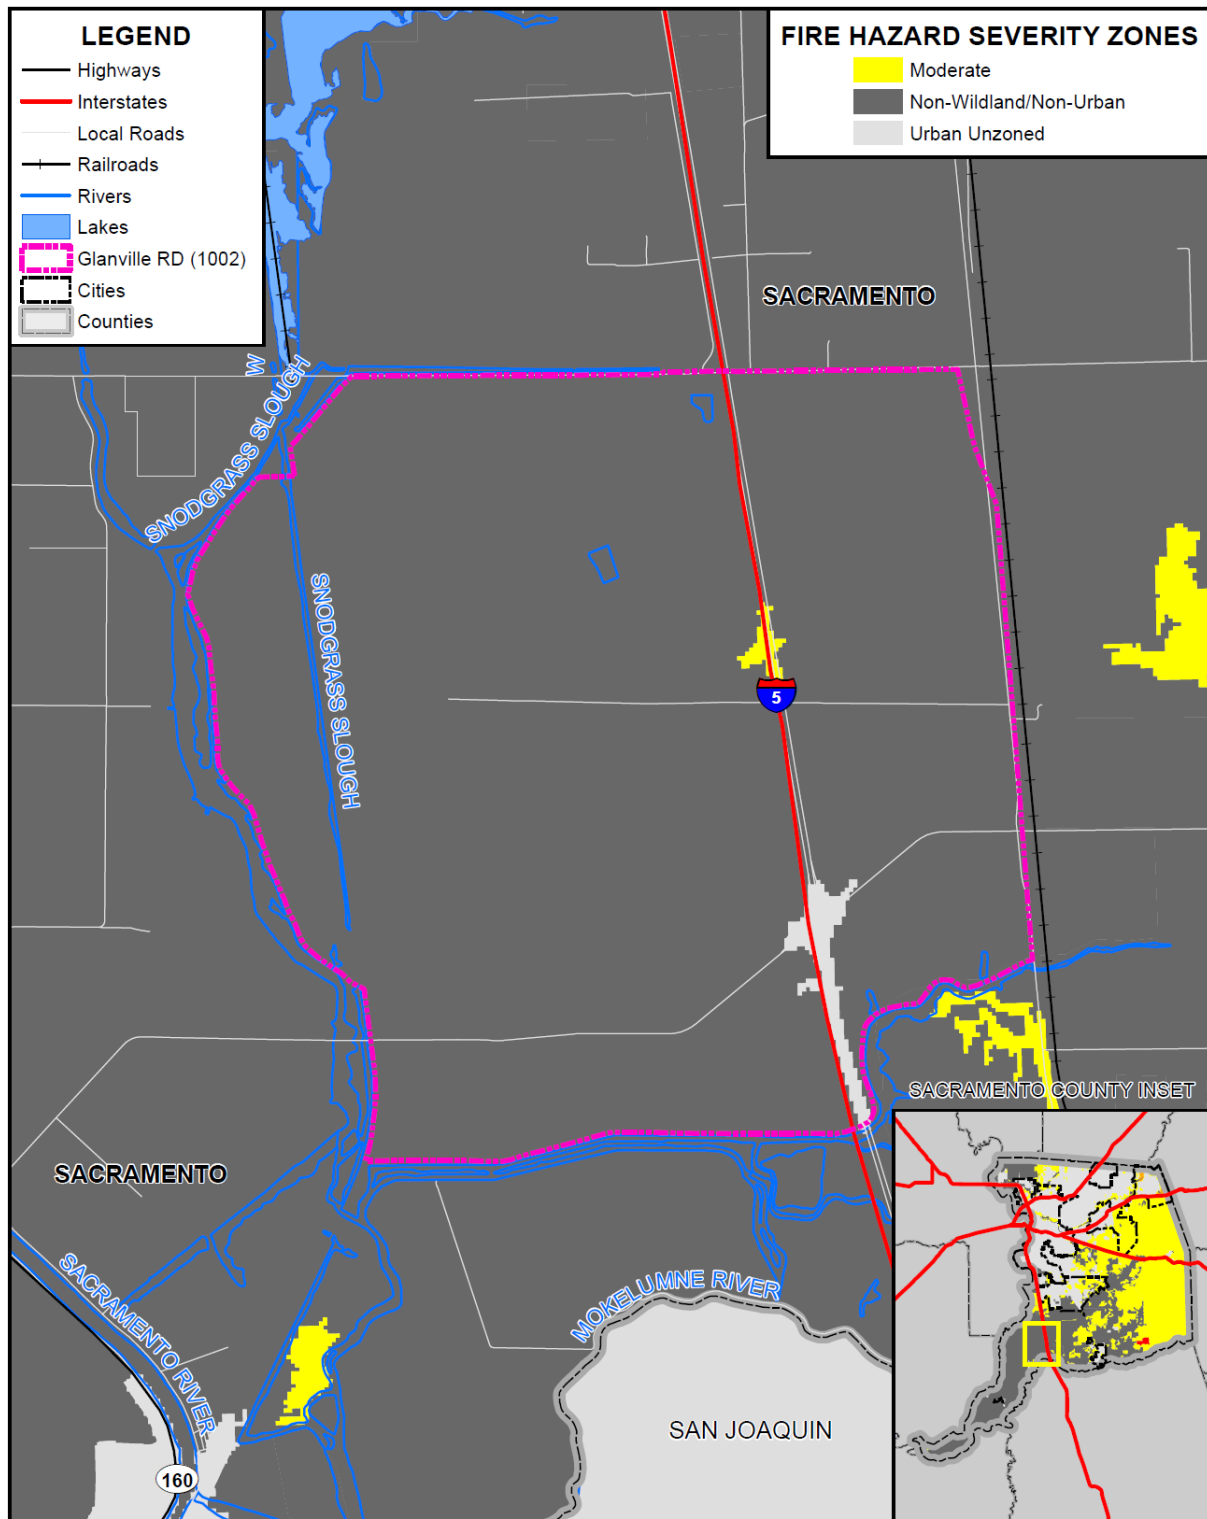 LEGEND
Highways
Interstates
Local Roads
Railroads
Rivers
Lakes
Glanville RD (1002)
Cities
Counties
FIRE HAZARD SEVERITY ZONES
Moderate
Non-Wildland/Non-Urban
Urban Unzoned
SACRAMENTO
W
SNODGRASS SLOUGH
SNODGRASS SLOUGH
5
SACRAMENTO COUNTY INSET
SACRAMENTO
SACRAMENTO RIVER
MOKELUMNE RIVER
SAN JOAQUIN
160